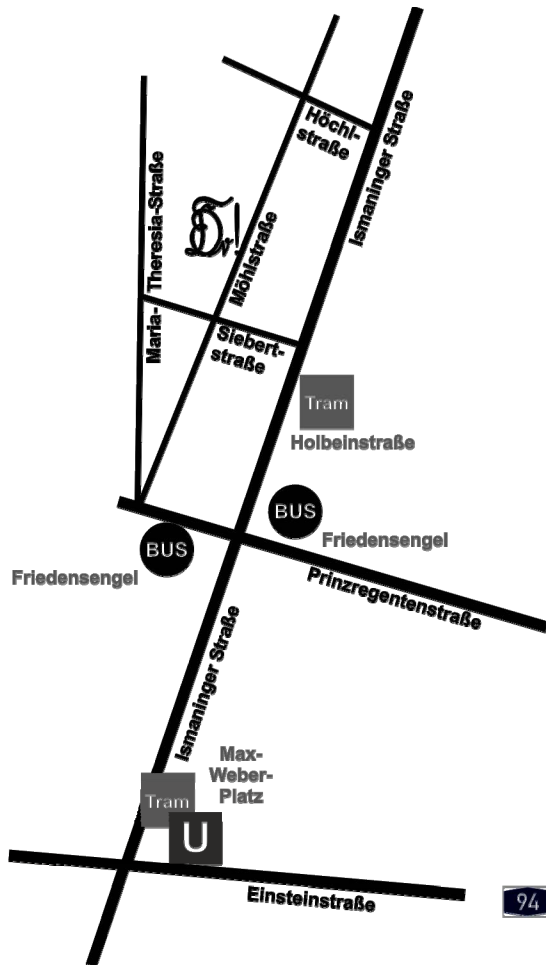 Höchl-
straße
Ismaninger Straße
Maria- Theresia-Straße
Möhlstraße
Siebert-
straße
Tram
Holbeinstraße
BUS
Friedensengel
BUS
Friedensengel
Prinzregentenstraße
Ismaninger Straße
Max-
Weber-
Platz
Tram
U
Einsteinstraße
94